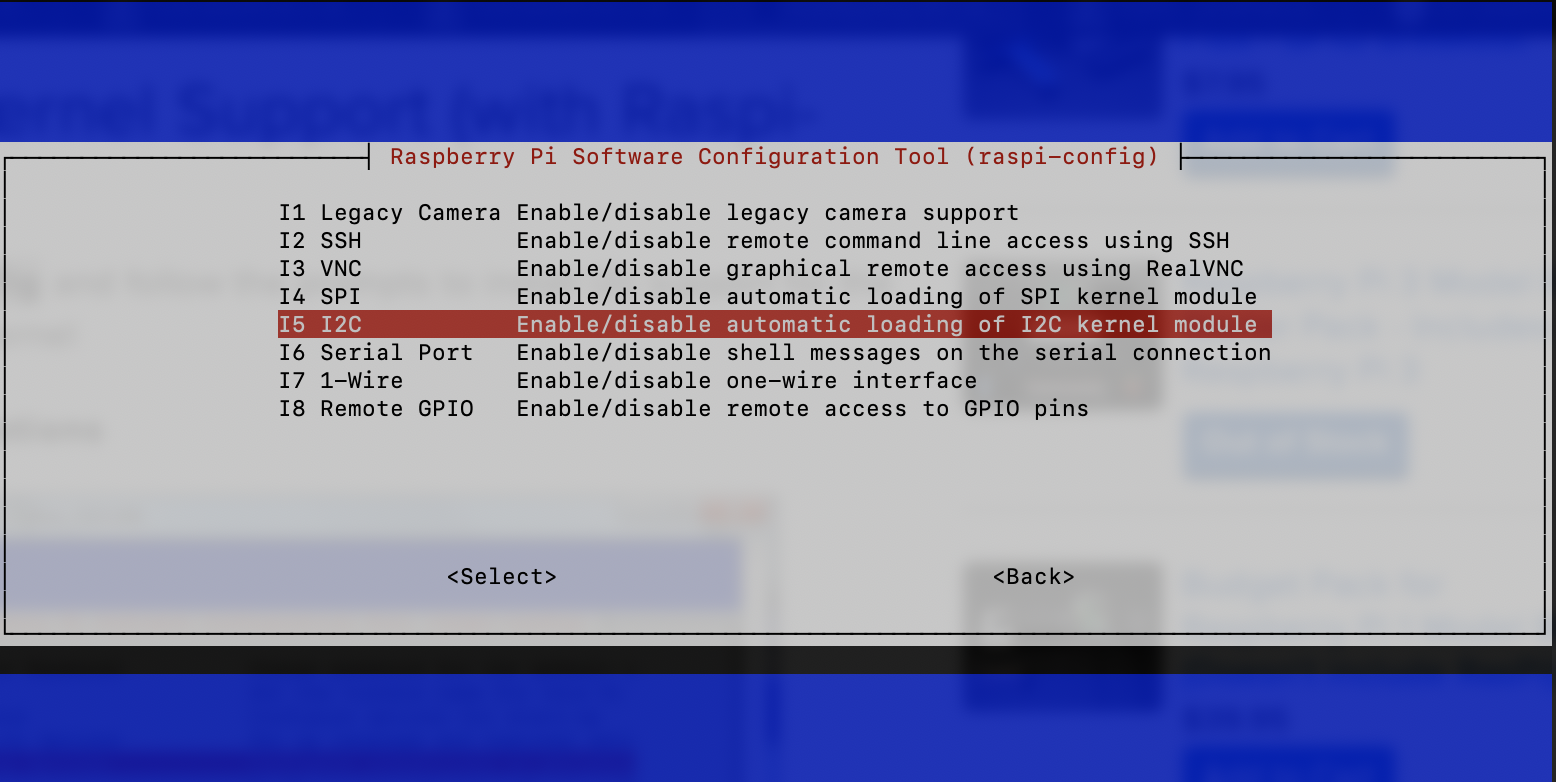 ernel Support (with Raspi-
Raspberry Pi Software Configuration Tool (raspi-config)
I1 Legacy Camera Enable/disable legacy camera support
I2 SSH Enable/disable remote command line access using SSH
I3 VNC Enable/disable graphical remote access using RealVNC
I4 SPI Enable/disable automatic loading of SPI kernel module
I5 I2C Enable/disable automatic loading of I2C kernel module
I6 Serial Port Enable/disable shell messages on the serial connection
I7 1-Wire Enable/disable one-wire interface
I8 Remote GPIO Enable/disable remote access to GPIO pins
<Select> <Back>